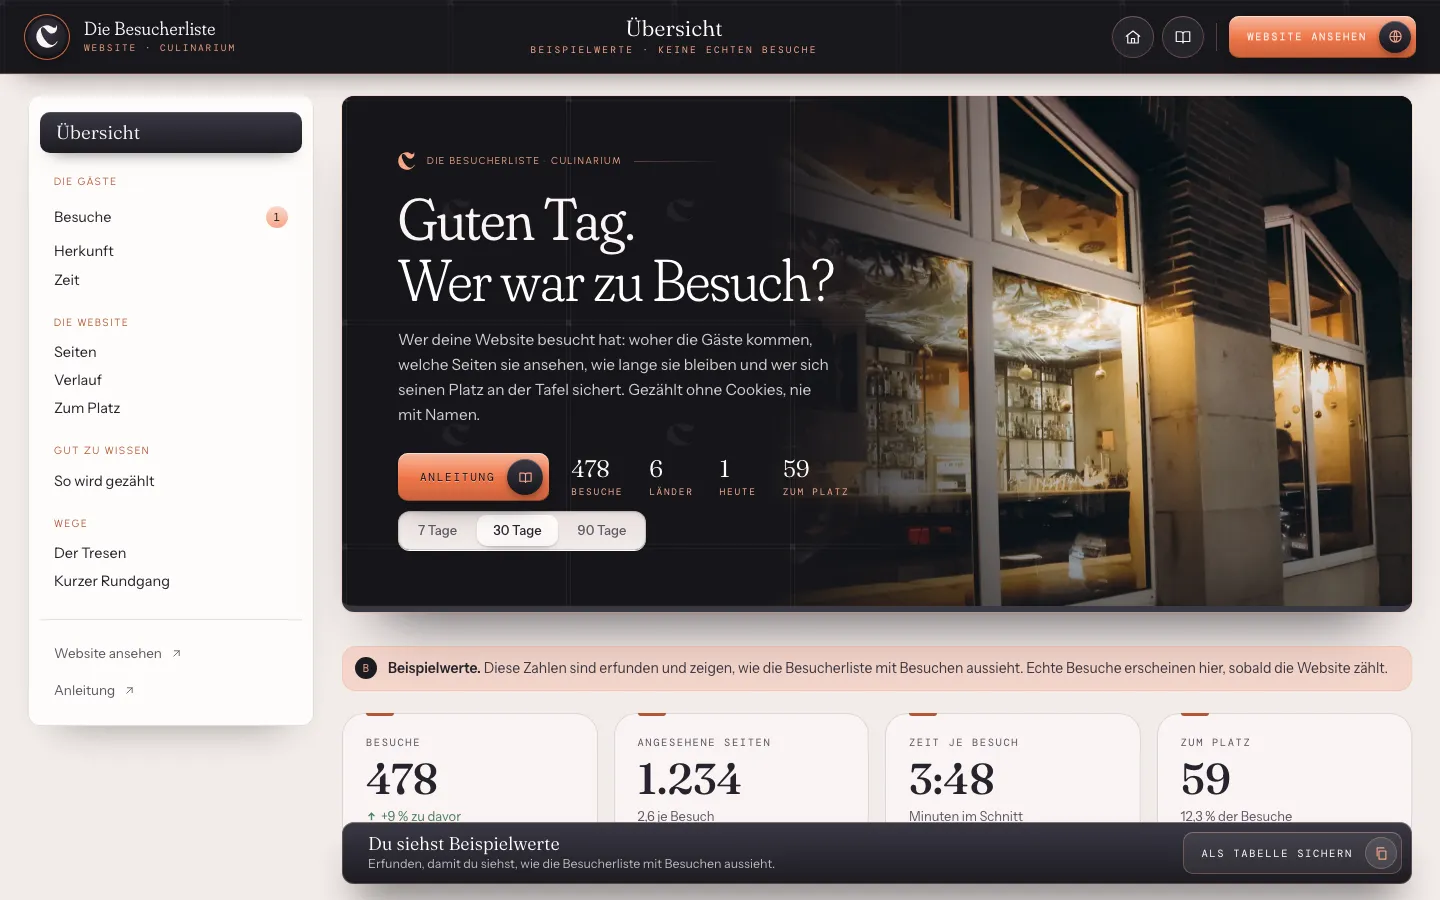 Die Besucherliste
WEBSITE · CULINARIUM
Übersicht
BEISPIELWERTE · KEINE ECHTEN BESUCHE
WEBSITE ANSEHEN
Übersicht
DIE GÄSTE
Besuche 1
Herkunft
Zeit
DIE WEBSITE
Seiten
Verlauf
Zum Platz
GUT ZU WISSEN
So wird gezählt
WEGE
Der Tresen
Kurzer Rundgang
Website ansehen
Anleitung
DIE BESUCHERLISTE CULINARIUM
Guten Tag.
Wer war zu Besuch?
Wer deine Website besucht hat: woher die Gäste kommen,
welche Seiten sie ansehen, wie lange sie bleiben und wer sich
seinen Platz an der Tafel sichert. Gezählt ohne Cookies, nie
mit Namen.
ANLEITUNG
478 6 1 59
BESUCHE LÄNDER HEUTE ZUM PLATZ
7 Tage 30 Tage 90 Tage
B Beispielwerte. Diese Zahlen sind erfunden und zeigen, wie die Besucherliste mit Besuchen aussieht. Echte Besuche erscheinen hier, sobald die Website zählt.
BESUCHE
478
↑ +9 % zu davor
ANGESEHENE SEITEN
1.234
2,6 je Besuch
ZEIT JE BESUCH
3:48
Minuten im Schnitt
ZUM PLATZ
59
12,3 % der Besuche
Du siehst Beispielwerte
Erfunden, damit du siehst, wie die Besucherliste mit Besuchen aussieht.
ALS TABELLE SICHERN